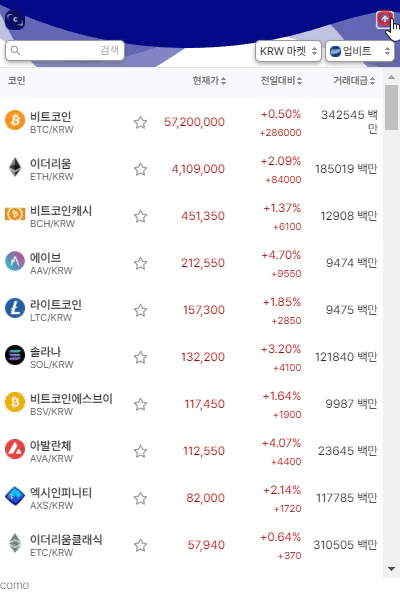 검색
KRW 마켓
업비트
코인 현재가 전일대비 거래대금
비트코인 57,200,000 +0.50% 342545 백만
BTC/KRW +286000
이더리움 4,109,000 +2.09% 185019 백만
ETH/KRW +84000
비트코인캐시 451,350 +1.37% 12908 백만
BCH/KRW +6100
에이브 212,550 +4.70% 9474 백만
AAV/KRW +9550
라이트코인 157,300 +1.85% 9475 백만
LTC/KRW +2850
솔라나 132,200 +3.20% 121840 백만
SOL/KRW +4100
비트코인에스브이 117,450 +1.64% 9987 백만
BSV/KRW +1900
아발란체 112,550 +4.07% 23645 백만
AVA/KRW +4400
엑시인피니티 82,000 +2.14% 117785 백만
AXS/KRW +1720
이더리움클래식 57,940 +0.64% 310505 백만
ETC/KRW +370
como